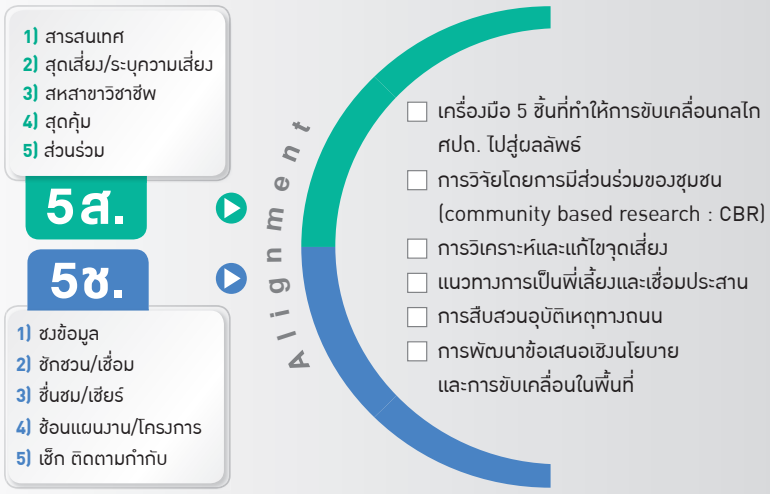 1) สารสนเทศ
2) สุดเสี่ยง/ระบุความเสี่ยง
3) สหสาขาวิชาชีพ
4) สุดคุ้ม
5) ส่วนร่วม
5ส.
5ช.
1) ชงข้อมูล
2) ชักชวน/เชื่อม
3) ชื่นชม/เชียร์
4) ช้อนแผนงาน/โครงการ
5) เช็ก ติดตามกำกับ
Alignment
เครื่องมือ 5 ชิ้นที่ทำให้การขับเคลื่อนกลไก
ศปถ. ไปสู่ผลลัพธ์
การวิจัยโดยการมีส่วนร่วมของชุมชน
(community based research : CBR)
การวิเคราะห์และแก้ไขจุดเสี่ยง
แนวทางการเป็นพี่เลี้ยงและเชื่อมประสาน
การสืบสวนอุบัติเหตุทางถนน
การพัฒนาข้อเสนอเชิงนโยบาย
และการขับเคลื่อนในพื้นที่